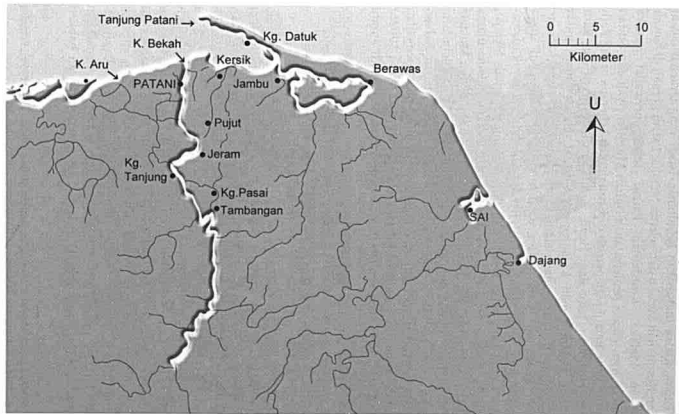 Tanjung Patani
Kg. Datuk
K. Bekah
K. Aru
Kersik
Berawas
PATANI
Jambu
Pujut
Jeram
Kg.
Tanjung
Kg.Pasai
Tambangan
SAI
Dajang
0 5 10
Kilometer
U